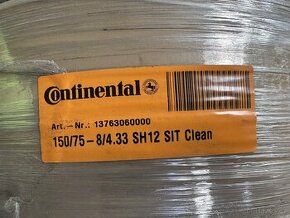 Continental
Art.-Nr.: 13763060000
150/75-8/4.33 SH12 SIT Clean